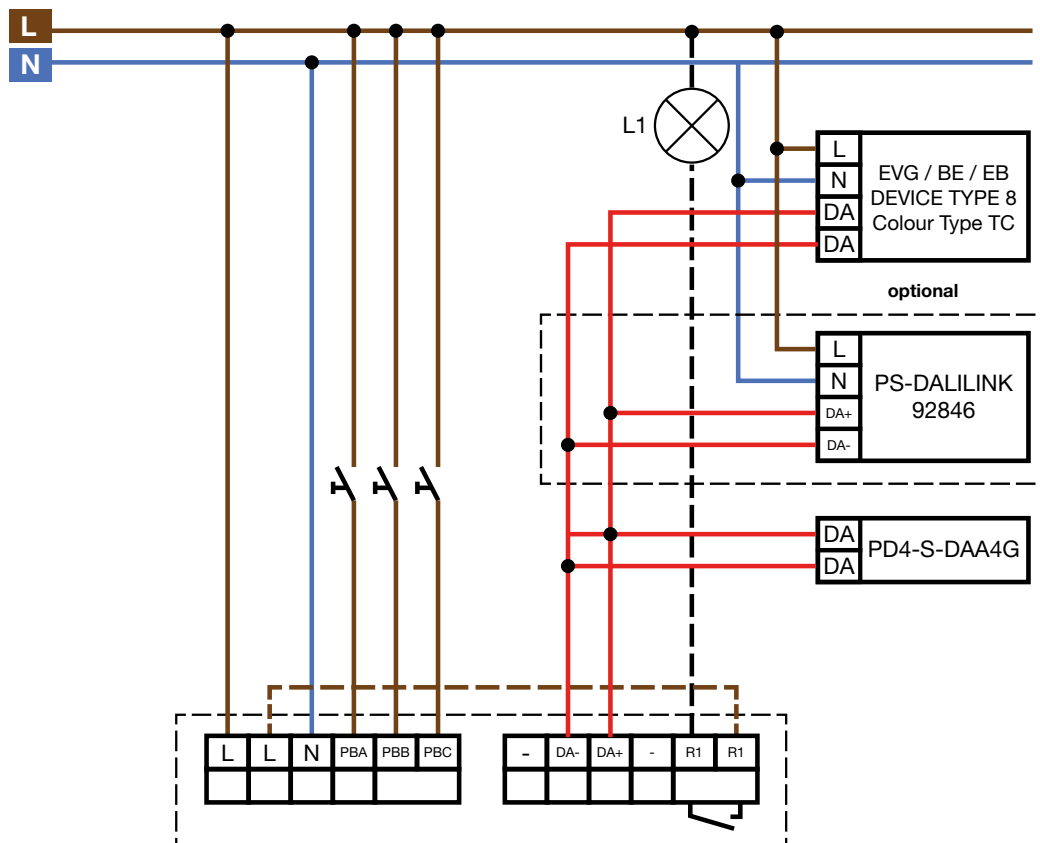 L
N
L1
L
N
DA
DA
EVG / BE / EB
DEVICE TYPE 8
Colour Type TC
optional
L
N
DA+
DA-
PS-DALILINK
92846
DA
DA
PD4-S-DAA4G
L L N PBA PBB PBC - DA- DA+ - R1 R1